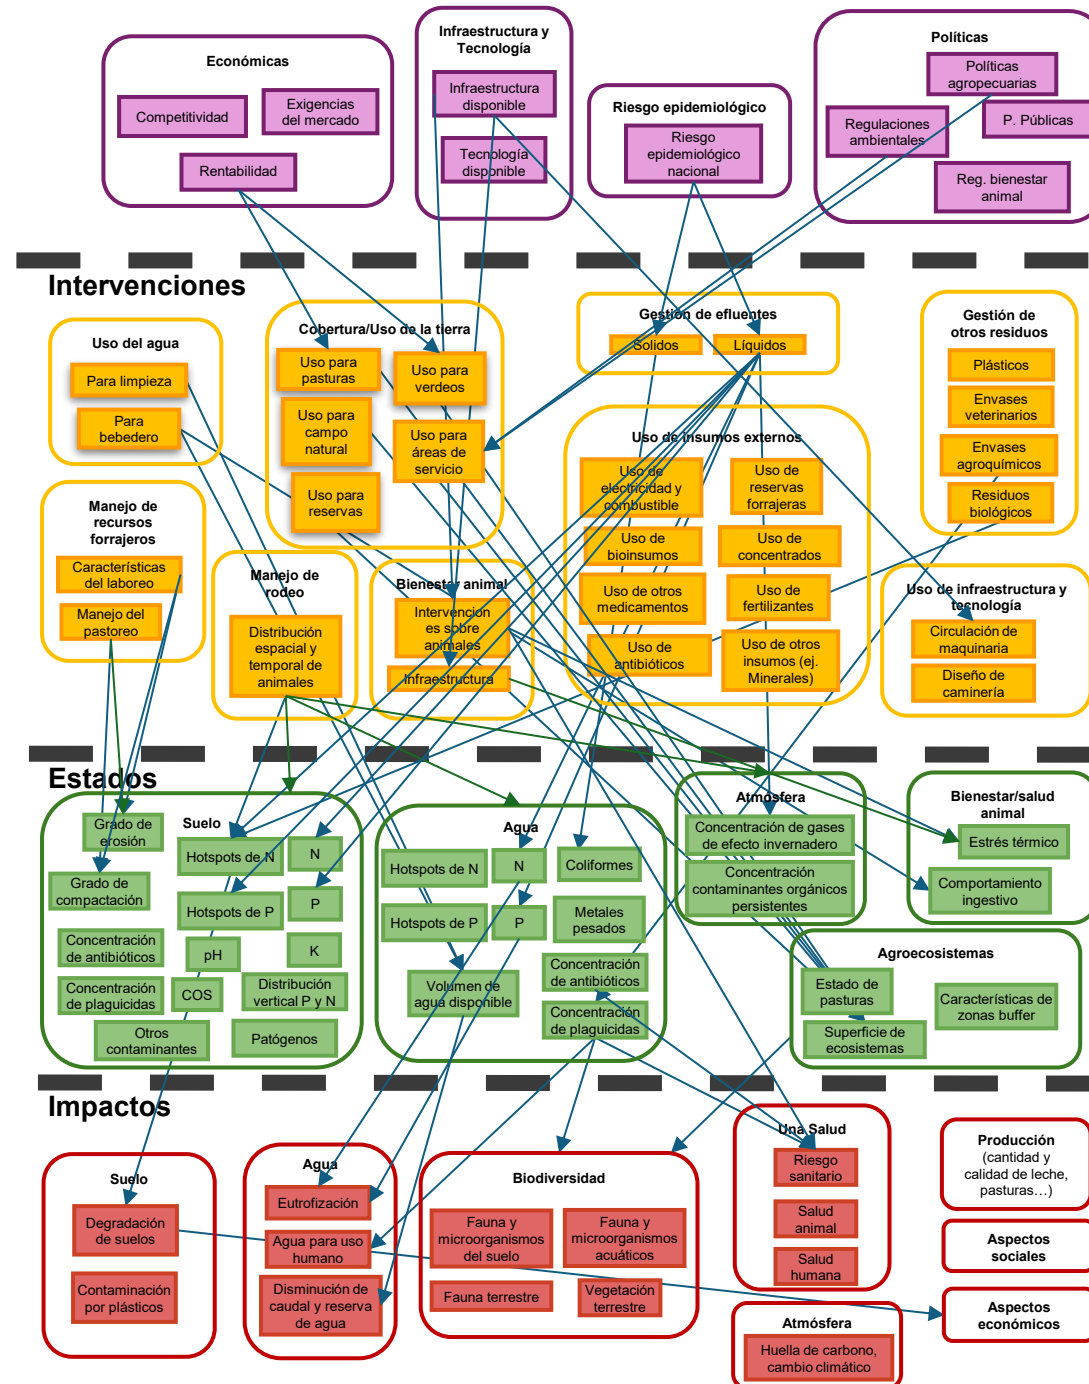 Económicas
Competitividad
Exigencias
del mercado
Rentabilidad
Infraestructura y
Tecnología
Infraestructura
disponible
Tecnología
disponible
Riesgo epidemiológico
Riesgo
epidemiológico
nacional
Políticas
Políticas
agropecuarias
Regulaciones
ambientales
P. Públicas
Reg. bienestar
animal
Intervenciones
Uso del agua
Para limpieza
Para
bebedero
Cobertura/Uso de la tierra
Uso para
pasturas
Uso para
verdeos
Uso para
campo
natural
Uso para
áreas de
servicio
Uso para
reservas
Gestión de efluentes
Solidos
Líquidos
Gestión de
otros residuos
Plásticos
Envases
veterinarios
Envases
agroquímicos
Residuos
biológicos
Manejo de
recursos
forrajeros
Características
del laboreo
Manejo del
pastoreo
Manejo de
rodeo
Distribución
espacial y
temporal de
animales
Bienestar animal
Intervencion
es sobre
animales
Infraestructura
Uso de insumos externos
Uso de
electricidad y
combustible
Uso de
reservas
forrajeras
Uso de
bioinsumos
Uso de
concentrados
Uso de otros
medicamentos
Uso de
fertilizantes
Uso de
antibióticos
Uso de otros
insumos (ej.
Minerales)
Uso de infraestructura y
tecnología
Circulación de
maquinaria
Diseño de
caminería
Estados
Suelo
Grado de
erosión
Hotspots de N
N
Grado de
compactación
Hotspots de P
P
Concentración
de antibióticos
pH
K
Concentración
de plaguicidas
COS
Distribución
vertical P y N
Otros
contaminantes
Patógenos
Agua
Hotspots de N
N
Coliformes
Hotspots de P
P
Metales
pesados
Volumen de
agua disponible
Concentración
de antibióticos
Concentración
de plaguicidas
Atmósfera
Concentración de gases
de efecto invernadero
Concentración
contaminantes orgánicos
persistentes
Bienestar/salud
animal
Estrés térmico
Comportamiento
ingestivo
Agroecosistemas
Estado de
pasturas
Características de
zonas buffer
Superficie de
ecosistemas
Impactos
Suelo
Degradación
de suelos
Contaminación
por plásticos
Agua
Eutrofización
Agua para uso
humano
Disminución de
caudal y reserva
de agua
Biodiversidad
Fauna y
microorganismos
del suelo
Fauna y
microorganismos
acuáticos
Fauna terrestre
Vegetación
terrestre
Una Salud
Riesgo
sanitario
Salud
animal
Salud
humana
Atmósfera
Huella de carbono,
cambio climático
Producción
(cantidad y
calidad de leche,
pasturas…)
Aspectos
sociales
Aspectos
económicos